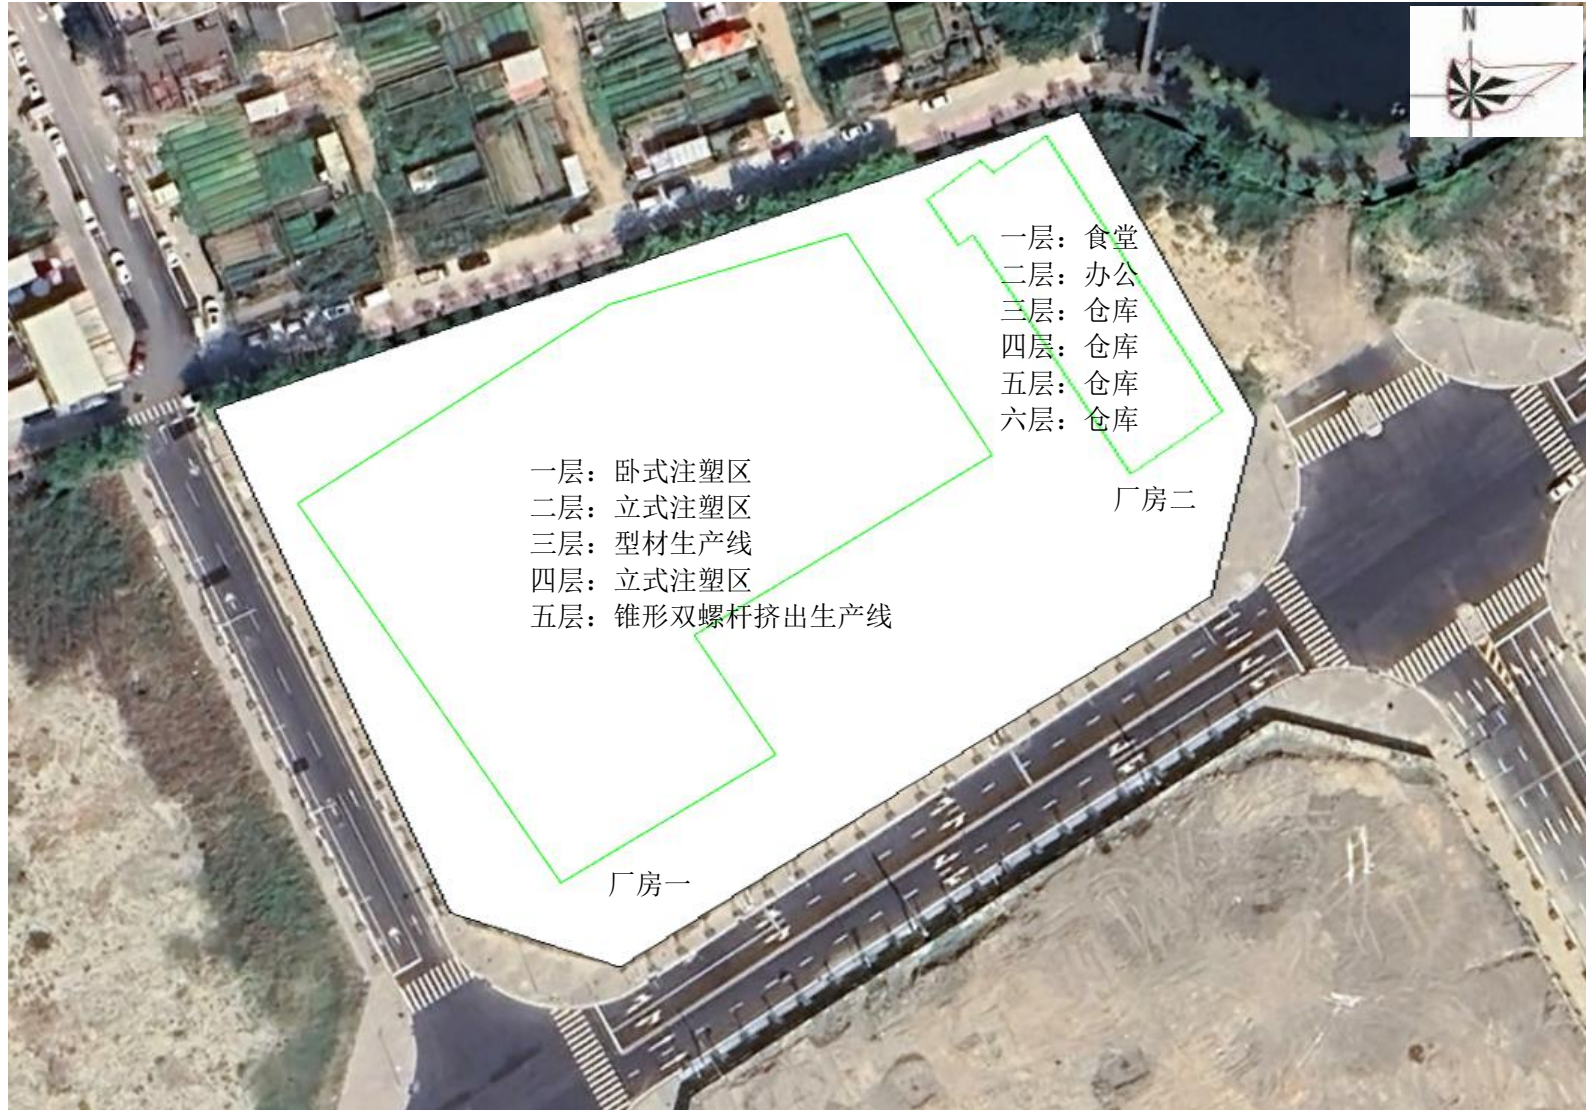 N
一层：食堂
二层：办公
三层：仓库
四层：仓库
五层：仓库
六层：仓库
厂房二
一层：卧式注塑区
二层：立式注塑区
三层：型材生产线
四层：立式注塑区
五层：锥形双螺杆挤出生产线
厂房一